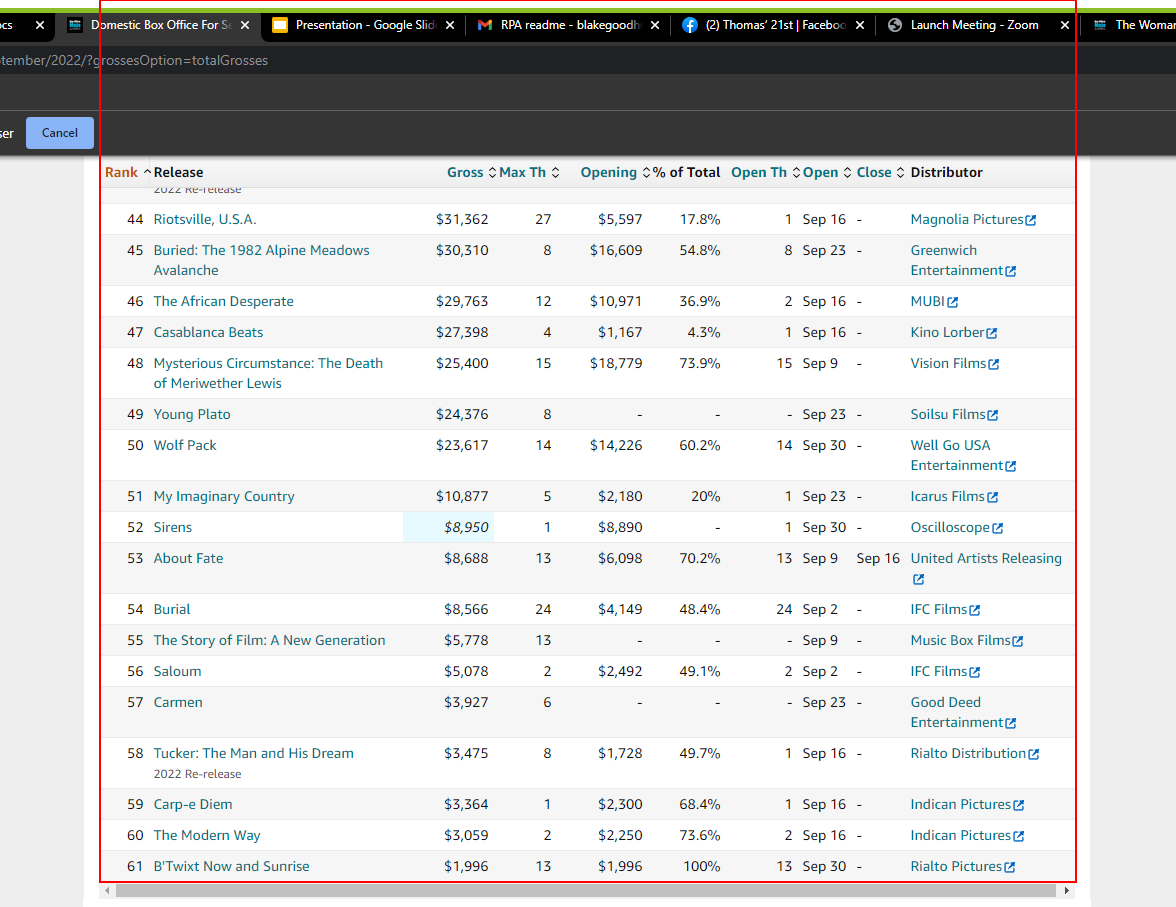 ocs
Domestic Box Office For Se
Presentation - Google Slide
RPA readme - blakegoodh
(2) Thomas' 21st | Faceboo
Launch Meeting - Zoom
The Woman
tember/2022/?grossesOption=totalGrosses
ser Cancel
Rank Release Gross Max Th Opening % of Total Open Th Open Close Distributor
2022 Re-release
44 Riotsville, U.S.A. $31,362 27 $5,597 17.8% 1 Sep 16 - Magnolia Pictures
45 Buried: The 1982 Alpine Meadows $30,310 8 $16,609 54.8% 8 Sep 23 - Greenwich
Avalanche Entertainment
46 The African Desperate $29,763 12 $10,971 36.9% 2 Sep 16 - MUBI
47 Casablanca Beats $27,398 4 $1,167 4.3% 1 Sep 16 - Kino Lorber
48 Mysterious Circumstance: The Death $25,400 15 $18,779 73.9% 15 Sep 9 - Vision Films
of Meriwether Lewis
49 Young Plato $24,376 8 - - - Sep 23 - Soilsu Films
50 Wolf Pack $23,617 14 $14,226 60.2% 14 Sep 30 - Well Go USA
Entertainment
51 My Imaginary Country $10,877 5 $2,180 20% 1 Sep 23 - Icarus Films
52 Sirens $8,950 1 $8,890 - 1 Sep 30 - Oscilloscope
53 About Fate $8,688 13 $6,098 70.2% 13 Sep 9 Sep 16 United Artists Releasing
54 Burial $8,566 24 $4,149 48.4% 24 Sep 2 - IFC Films
55 The Story of Film: A New Generation $5,778 13 - - - Sep 9 - Music Box Films
56 Saloum $5,078 2 $2,492 49.1% 2 Sep 2 - IFC Films
57 Carmen $3,927 6 - - - Sep 23 - Good Deed
Entertainment
58 Tucker: The Man and His Dream $3,475 8 $1,728 49.7% 1 Sep 16 - Rialto Distribution
2022 Re-release
59 Carp-e Diem $3,364 1 $2,300 68.4% 1 Sep 16 - Indican Pictures
60 The Modern Way $3,059 2 $2,250 73.6% 2 Sep 16 - Indican Pictures
61 B'Twixt Now and Sunrise $1,996 13 $1,996 100% 13 Sep 30 - Rialto Pictures